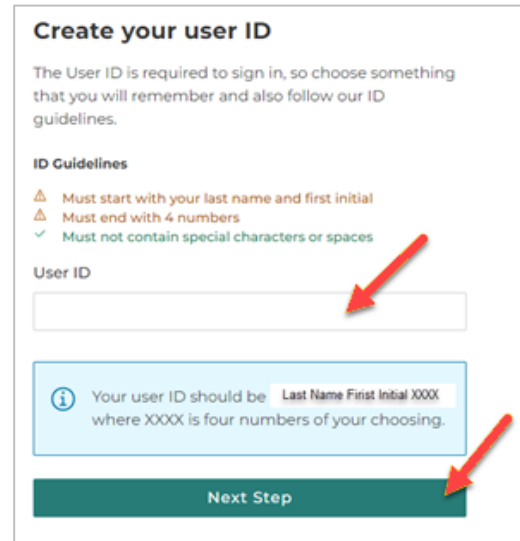 Create your user ID
The User ID is required to sign in, so choose something
that you will remember and also follow our ID
guidelines.
ID Guidelines
Must start with your last name and first initial
Must end with 4 numbers
Must not contain special characters or spaces
User ID
Your user ID should be Last Name Firist Initial XXXX
where XXXX is four numbers of your choosing.
Next Step